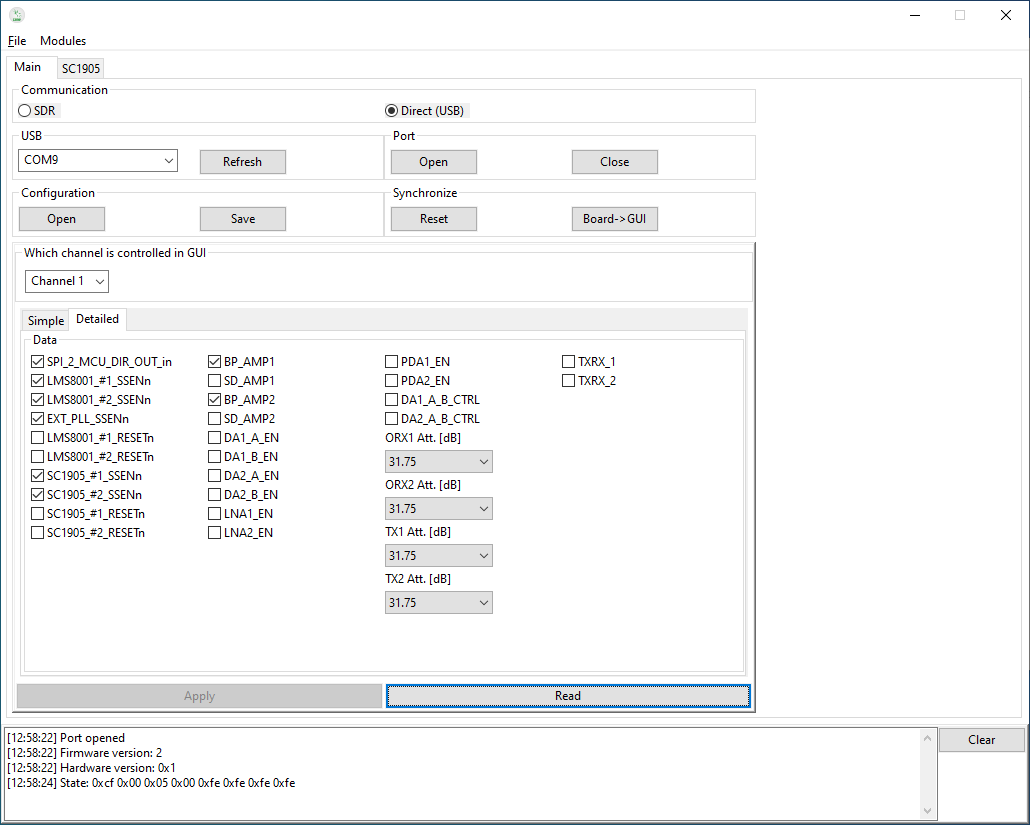 File Modules
Main SC1905
Communication
SDR Direct (USB)
USB Port
COM9 Refresh Open Close
Configuration Synchronize
Open Save Reset Board->GUI
Which channel is controlled in GUI
Channel 1
Simple Detailed
Data
SPI_2_MCU_DIR_OUT_in BP_AMP1 PDA1_EN TXRX_1
LMS8001_#1_SSENn SD_AMP1 PDA2_EN TXRX_2
LMS8001_#2_SSENn BP_AMP2 DA1_A_B_CTRL
EXT_PLL_SSENn SD_AMP2 DA2_A_B_CTRL
LMS8001_#1_RESETn DA1_A_EN ORX1 Att. [dB]
LMS8001_#2_RESETn DA1_B_EN 31.75
SC1905_#1_SSENn DA2_A_EN ORX2 Att. [dB]
SC1905_#2_SSENn DA2_B_EN 31.75
SC1905_#1_RESETn LNA1_EN
SC1905_#2_RESETn LNA2_EN TX1 Att. [dB]
31.75
TX2 Att. [dB]
31.75
Apply Read
[12:58:22] Port opened
[12:58:22] Firmware version: 2
[12:58:22] Hardware version: 0x1
[12:58:24] State: 0xcf 0x00 0x05 0x00 0xfe 0xfe 0xfe 0xfe
Clear